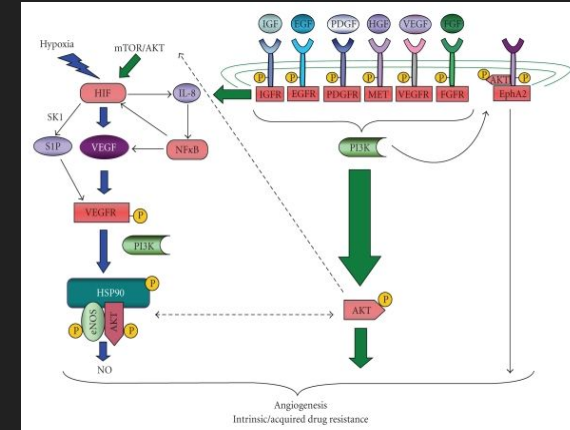 IGF EGF PDGF HGF VEGF FGF
Hypoxia
mTOR/AKT
P P P P P P P
AKT P
HIF IL-8 IGFR EGFR PDGFR MET VEGFR FGFR EphA2
SK1
S1P VEGF NFκB PI3K
VEGFR P
PI3K
P
HSP90
P
AKT
P eNOS AKT P
NO
Angiogenesis
Intrinsic/acquired drug resistance